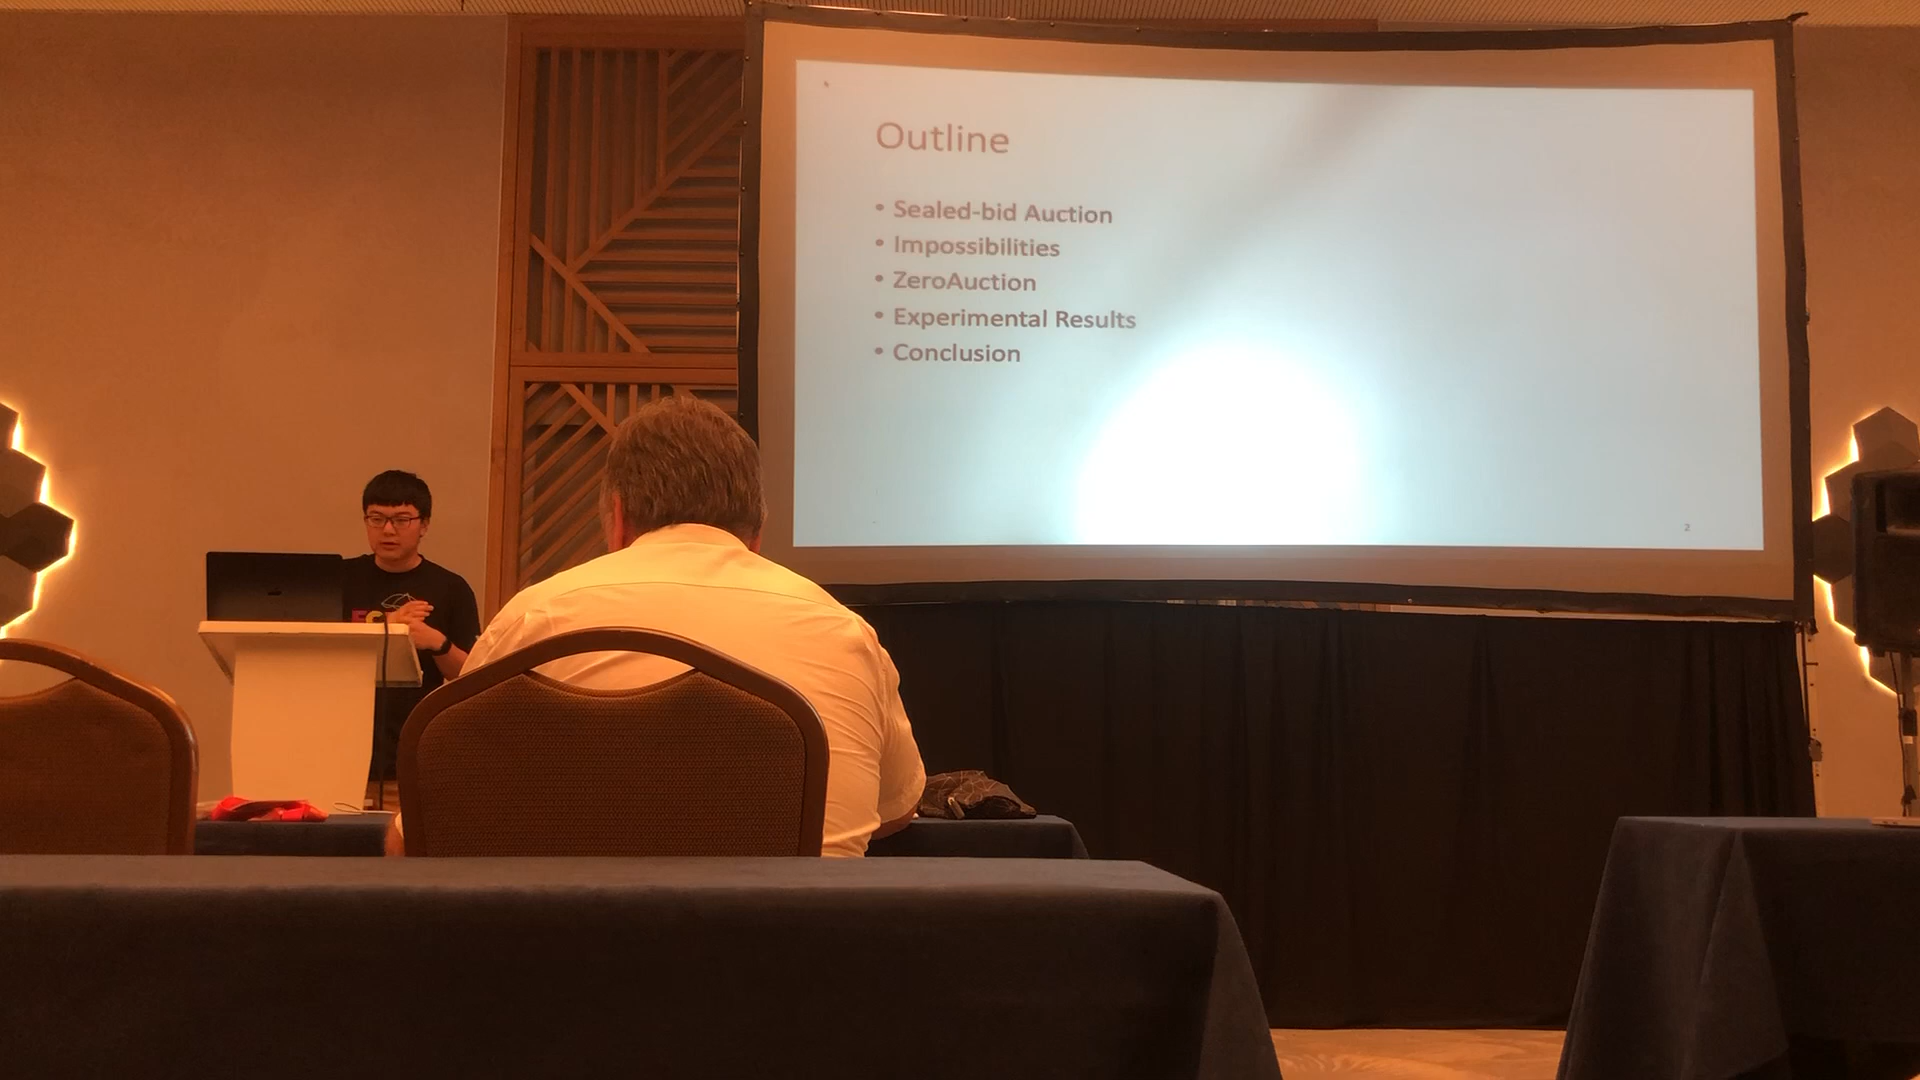 Outline
• Sealed-bid Auction
• Impossibilities
• ZeroAuction
• Experimental Results
• Conclusion
2